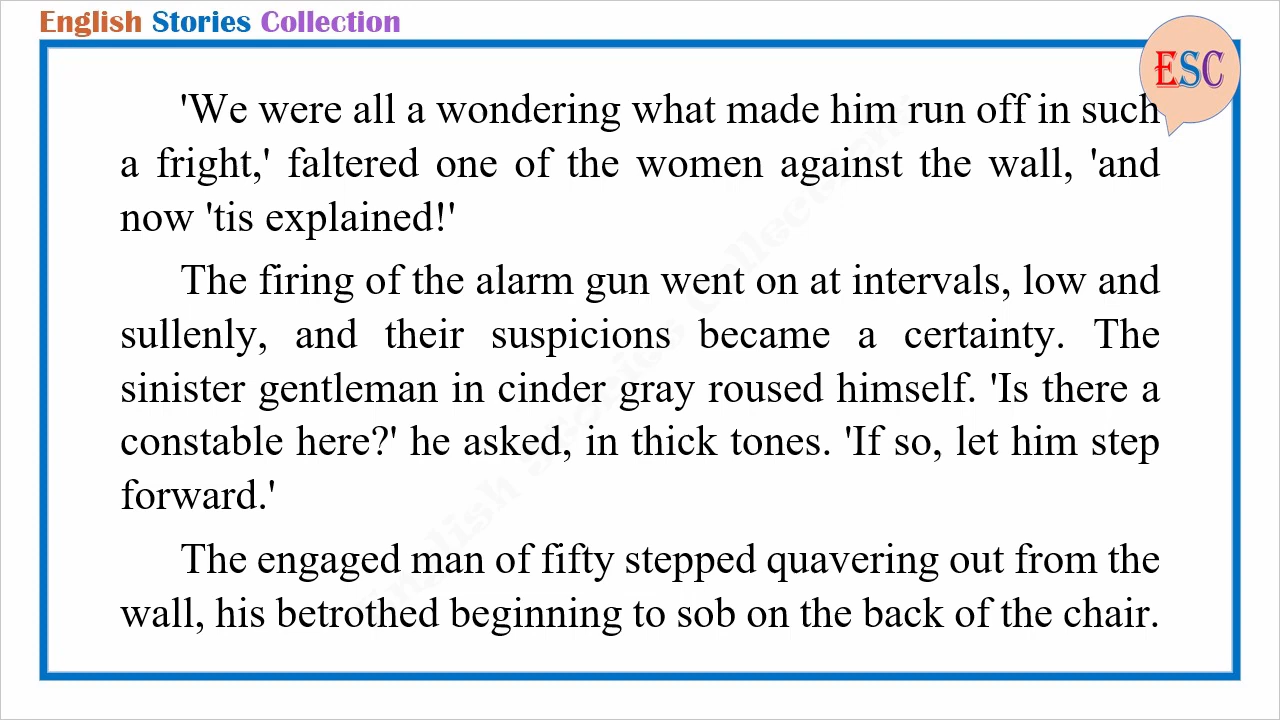 English Stories Collection
ESC
'We were all a wondering what made him run off in such
a fright,' faltered one of the women against the wall, 'and
now 'tis explained!'
The firing of the alarm gun went on at intervals, low and
sullenly, and their suspicions became a certainty. The
sinister gentleman in cinder gray roused himself. 'Is there a
constable here?' he asked, in thick tones. 'If so, let him step
forward.'
The engaged man of fifty stepped quavering out from the
wall, his betrothed beginning to sob on the back of the chair.
English Stories Collection